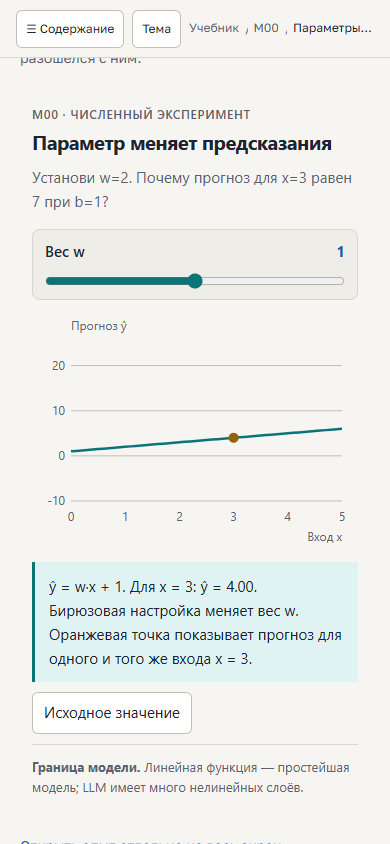 ☰ Содержание Тема Учебник / M00 / Параметры...
разошёлся с ним.
M00 · ЧИСЛЕННЫЙ ЭКСПЕРИМЕНТ
Параметр меняет предсказания
Установи w=2. Почему прогноз для x=3 равен
7 при b=1?
Вес w 1
Прогноз ŷ
20
10
0
-10
0 1 2 3 4 5
Вход x
ŷ = w·x + 1. Для x = 3: ŷ = 4.00.
Бирюзовая настройка меняет вес w.
Оранжевая точка показывает прогноз для
одного и того же входа x = 3.
Исходное значение
Граница модели. Линейная функция — простейшая
модель; LLM имеет много нелинейных слоёв.